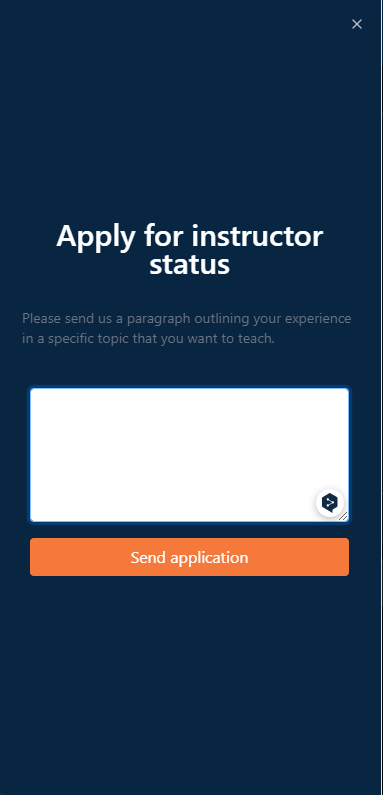 Apply for instructor
status
Please send us a paragraph outlining your experience
in a specific topic that you want to teach.
Send application